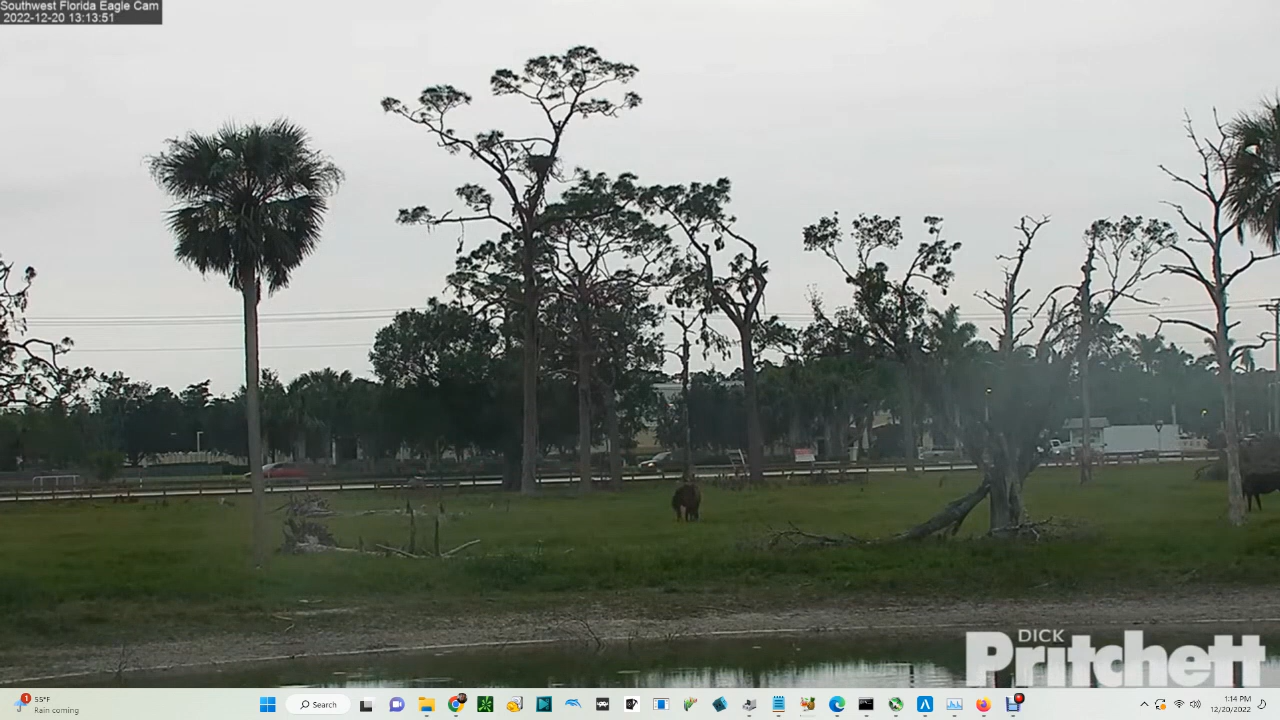 Southwest Florida Eagle Cam
2022-12-20 13:13:51
DICK
Pritchett
1
55°F
Rain coming
Search
1:14 PM
12/20/2022